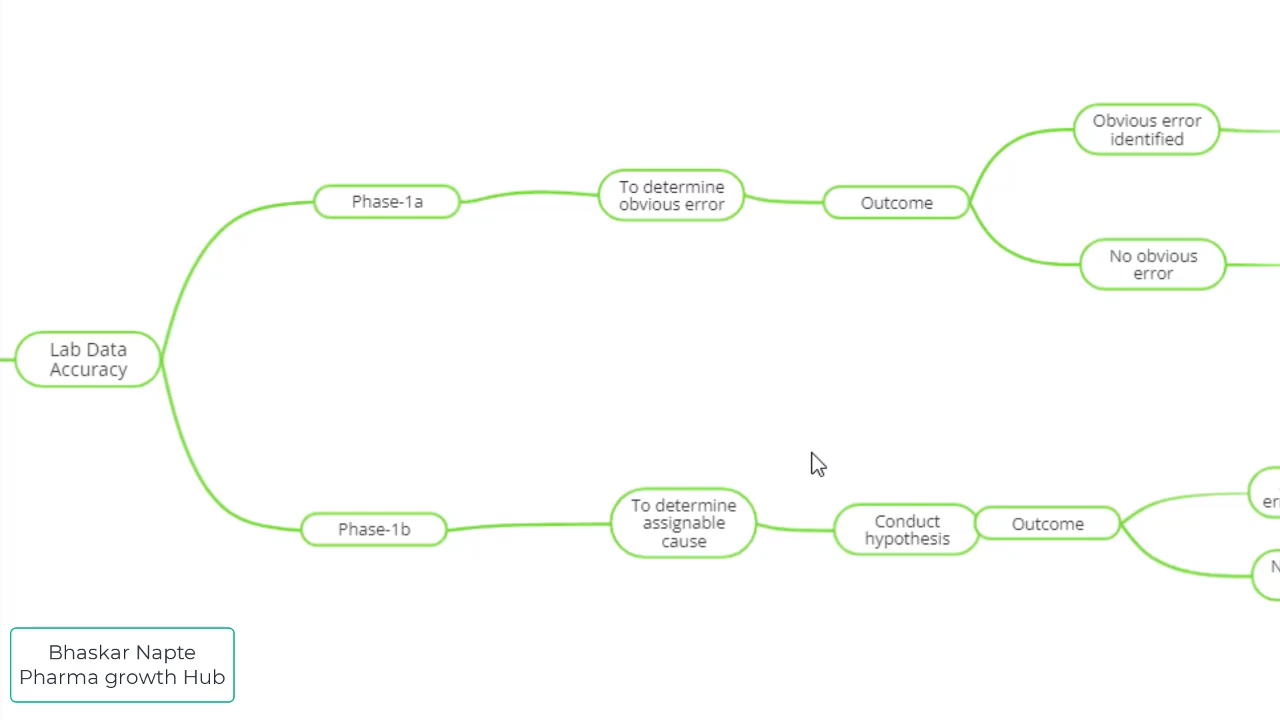 Obvious error
identified
Phase-1a
To determine
obvious error
Outcome
No obvious
error
Lab Data
Accuracy
Phase-1b
To determine
assignable
cause
Conduct
hypothesis
Outcome
Bhaskar Napte
Pharma growth Hub